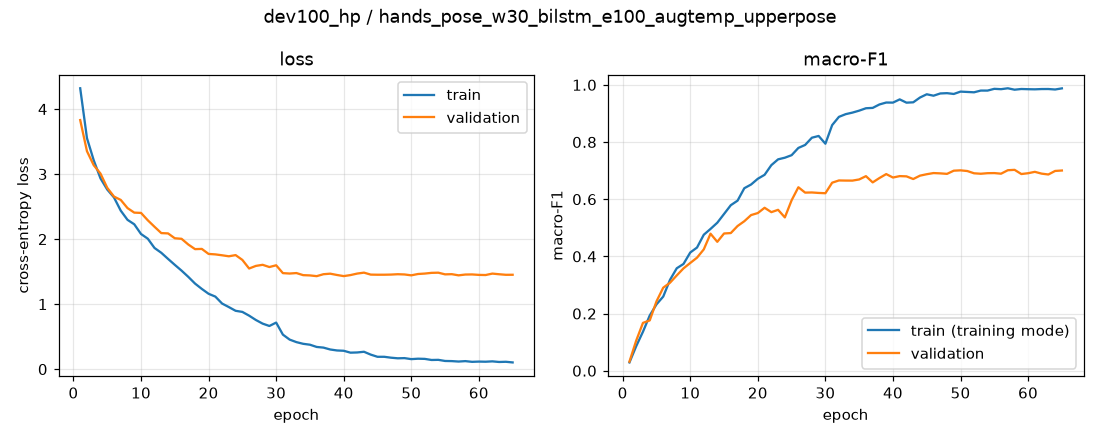 dev100_hp / hands_pose_w30_bilstm_e100_augtemp_upperpose
loss
cross-entropy loss
4
3
2
1
0
train
validation
0 10 20 30 40 50 60
epoch
macro-F1
macro-F1
1.0
0.8
0.6
0.4
0.2
0.0
train (training mode)
validation
0 10 20 30 40 50 60
epoch